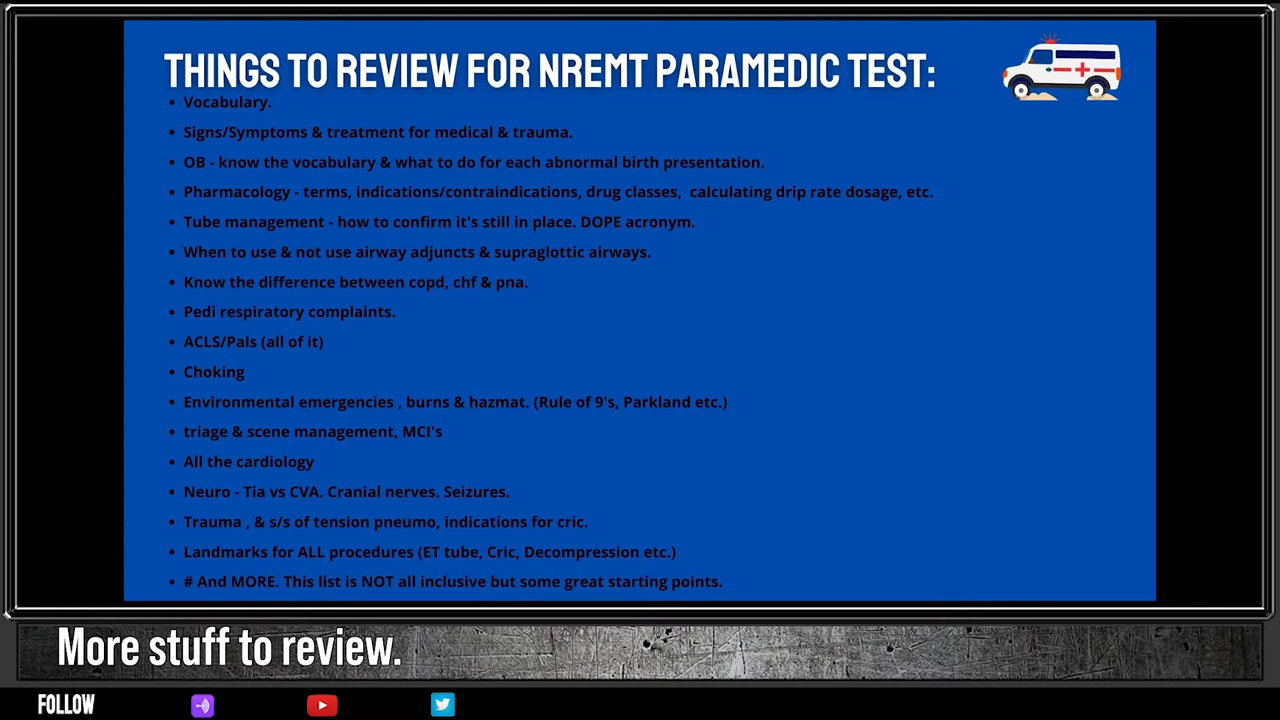 THINGS TO REVIEW FOR NREMT PARAMEDIC TEST:
• Vocabulary.
• Signs/Symptoms & treatment for medical & trauma.
• OB - know the vocabulary & what to do for each abnormal birth presentation.
• Pharmacology - terms, indications/contraindications, drug classes,  calculating drip rate dosage, etc.
• Tube management - how to confirm it's still in place. DOPE acronym.
• When to use & not use airway adjuncts & supraglottic airways.
• Know the difference between copd, chf & pna.
• Pedi respiratory complaints.
• ACLS/Pals (all of it)
• Choking
• Environmental emergencies , burns & hazmat. (Rule of 9's, Parkland etc.)
• triage & scene management, MCI's
• All the cardiology
• Neuro - Tia vs CVA. Cranial nerves. Seizures.
• Trauma , & s/s of tension pneumo, indications for cric.
• Landmarks for ALL procedures (ET tube, Cric, Decompression etc.)
• # And MORE. This list is NOT all inclusive but some great starting points.
More stuff to review.
FOLLOW